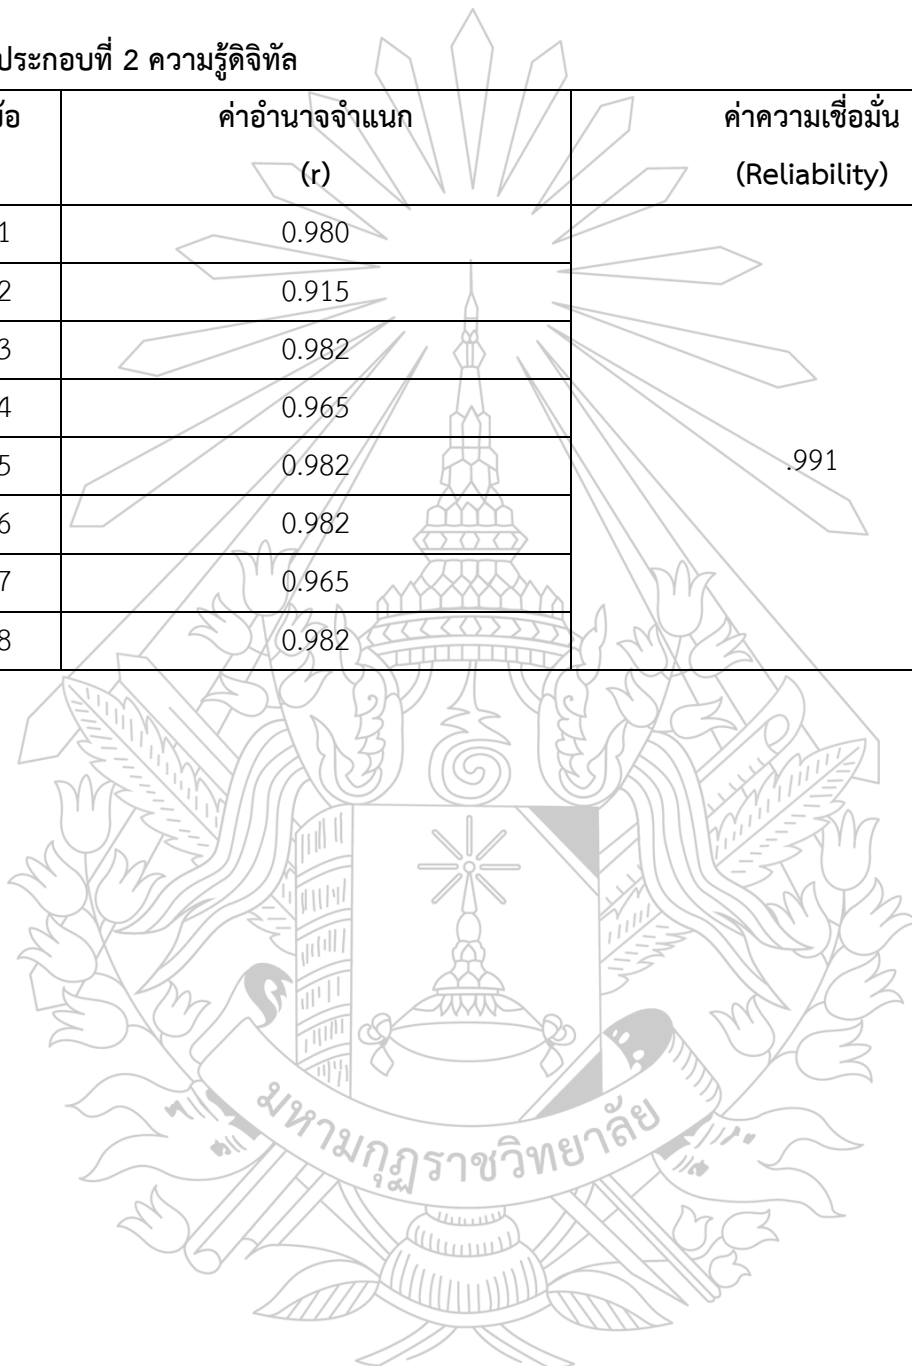 ประกอบที่ 2 ความรู้ดิจิทัล
ข้อ ค่าอำนาจจำแนก ค่าความเชื่อมั่น
(r) (Reliability)
1 0.980
2 0.915
3 0.982
4 0.965
5 0.982 .991
6 0.982
7 0.965
8 0.982
มหามกุฏราชวิทยาลัย